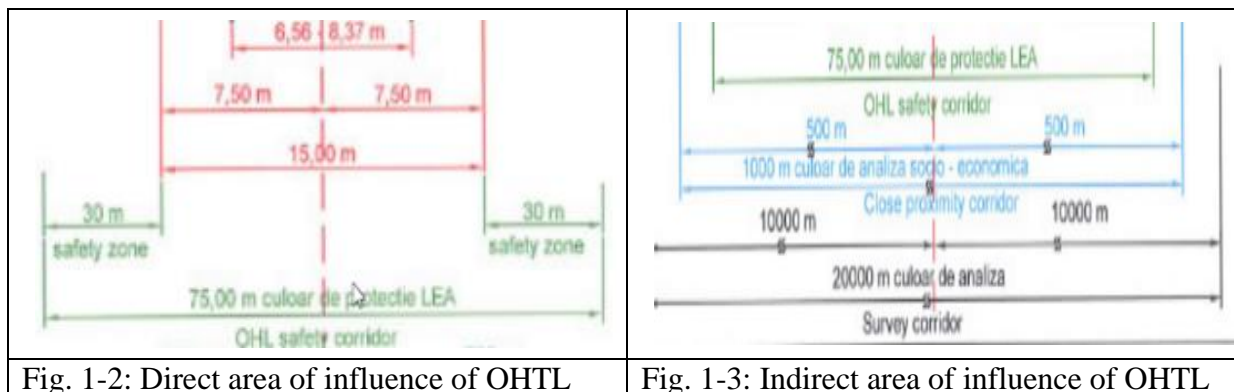 6,56 - 8,37 m
7,50 m 7,50 m
15,00 m
30 m 30 m
safety zone safety zone
75,00 m culoar de protectie LEA
OHL safety corridor
Fig. 1-2: Direct area of influence of OHTL
75,00 m culoar de protectie LEA
OHL safety corridor
500 m 500 m
1000 m culoar de analiza socio - economica
Close proximity corridor
10000 m 10000 m
20000 m culoar de analiza
Survey corridor
Fig. 1-3: Indirect area of influence of OHTL